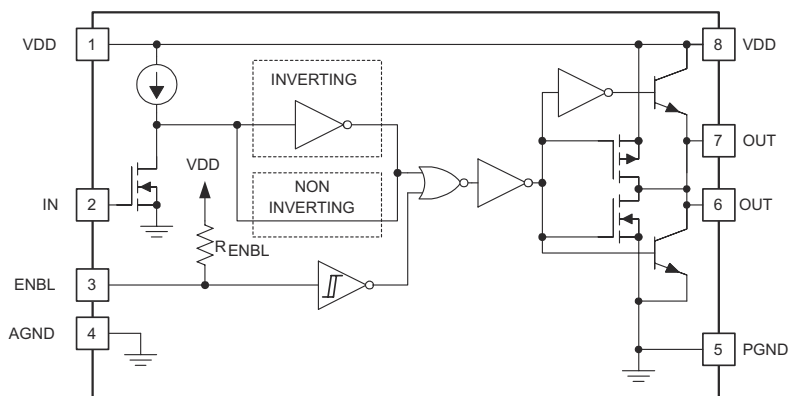 VDD 1
8 VDD
INVERTING
VDD
7 OUT
NON
INVERTING
IN 2
6 OUT
RENBL
ENBL 3
AGND 4
5 PGND